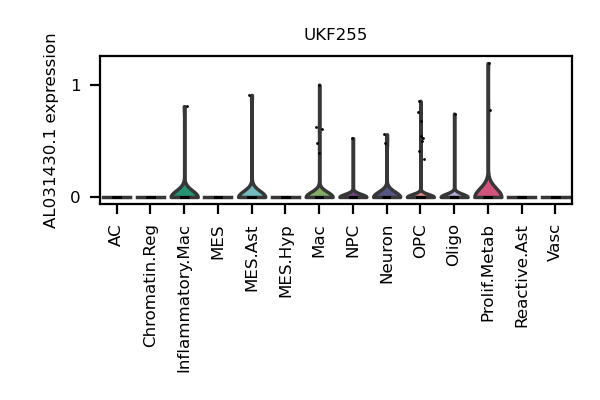 UKF255
AL031430.1 expression
1
0
AC
Chromatin.Reg
Inflammatory.Mac
MES
MES.Ast
MES.Hyp
Mac
NPC
Neuron
OPC
Oligo
Prolif.Metab
Reactive.Ast
Vasc